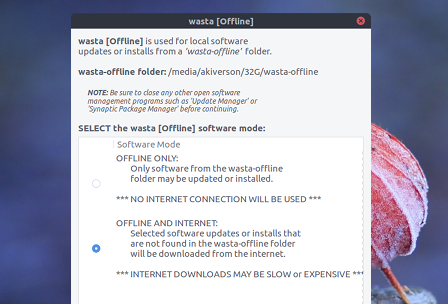 wasta [Offline]
wasta [Offline] is used for local software
updates or installs from a 'wasta-offline' folder.
wasta-offline folder: /media/akiverson/32G/wasta-offline
NOTE: Be sure to close any other open software
management programs such as 'Update Manager' or
'Synaptic Package Manager' before continuing.
SELECT the wasta [Offline] software mode:
Software Mode
OFFLINE ONLY:
Only software from the wasta-offline
folder may be updated or installed.
*** NO INTERNET CONNECTION WILL BE USED ***
OFFLINE AND INTERNET:
Selected software updates or installs that
are not found in the wasta-offline folder
will be downloaded from the internet.
*** INTERNET DOWNLOADS MAY BE SLOW or EXPENSIVE ***